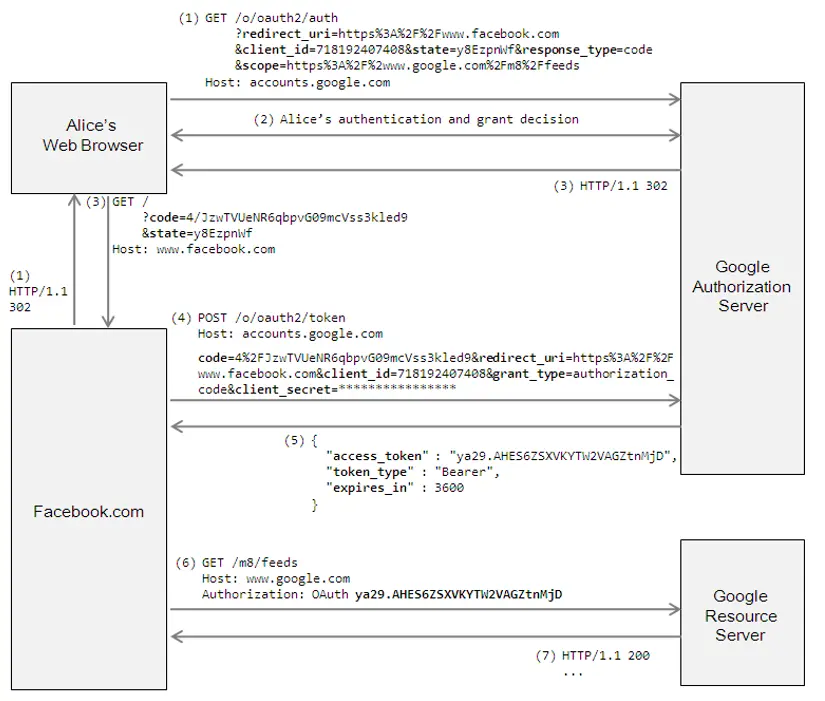 (1) GET /o/oauth2/auth
?redirect_uri=https%3A%2F%2Fwww.facebook.com
&client_id=718192407408&state=y8EzpnWf&response_type=code
&scope=https%3A%2F%2www.google.com%2Fm8%2Ffeeds
Host: accounts.google.com
Alice's
Web Browser
(2) Alice's authentication and grant decision
(3) HTTP/1.1 302
(3) GET /
?code=4/JzwTVUeNR6qbpvG09mcVss3kled9
&state=y8EzpnWf
Host: www.facebook.com
(1)
HTTP/1.1
302
Google
Authorization
Server
(4) POST /o/oauth2/token
Host: accounts.google.com
code=4%2FJzwTVUeNR6qbpvG09mcVss3kled9&redirect_uri=https%3A%2F%2F
www.facebook.com&client_id=718192407408&grant_type=authorization_
code&client_secret=****************
(5) {
"access_token" : "ya29.AHES6ZSXVKYTW2VAGZtnMjD",
"token_type" : "Bearer",
"expires_in" : 3600
}
Facebook.com
(6) GET /m8/feeds
Host: www.google.com
Authorization: OAuth ya29.AHES6ZSXVKYTW2VAGZtnMjD
Google
Resource
Server
(7) HTTP/1.1 200
...